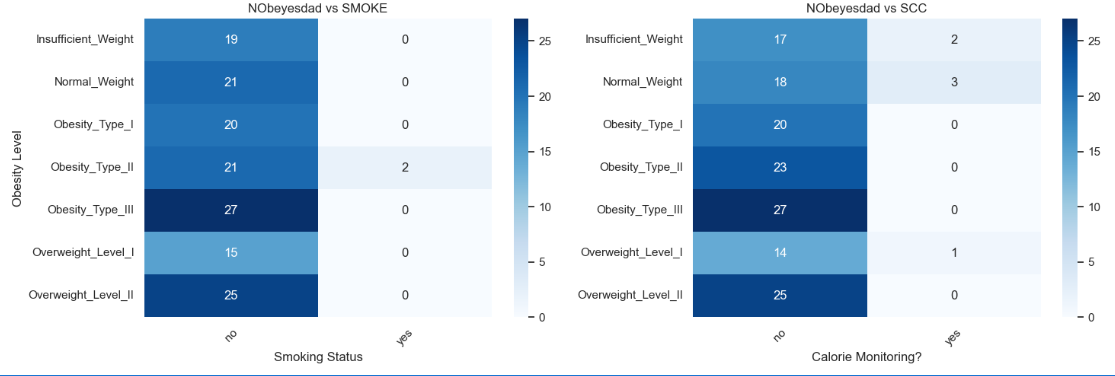 NObeyesdad vs SMOKE
Insufficient_Weight 19 0
Normal_Weight 21 0
Obesity_Type_I 20 0
Obesity_Type_II 21 2
Obesity_Type_III 27 0
Overweight_Level_I 15 0
Overweight_Level_II 25 0
no yes
Smoking Status
Obesity Level
25
20
15
10
5
0
NObeyesdad vs SCC
Insufficient_Weight 17 2
Normal_Weight 18 3
Obesity_Type_I 20 0
Obesity_Type_II 23 0
Obesity_Type_III 27 0
Overweight_Level_I 14 1
Overweight_Level_II 25 0
no yes
Calorie Monitoring?
25
20
15
10
5
0